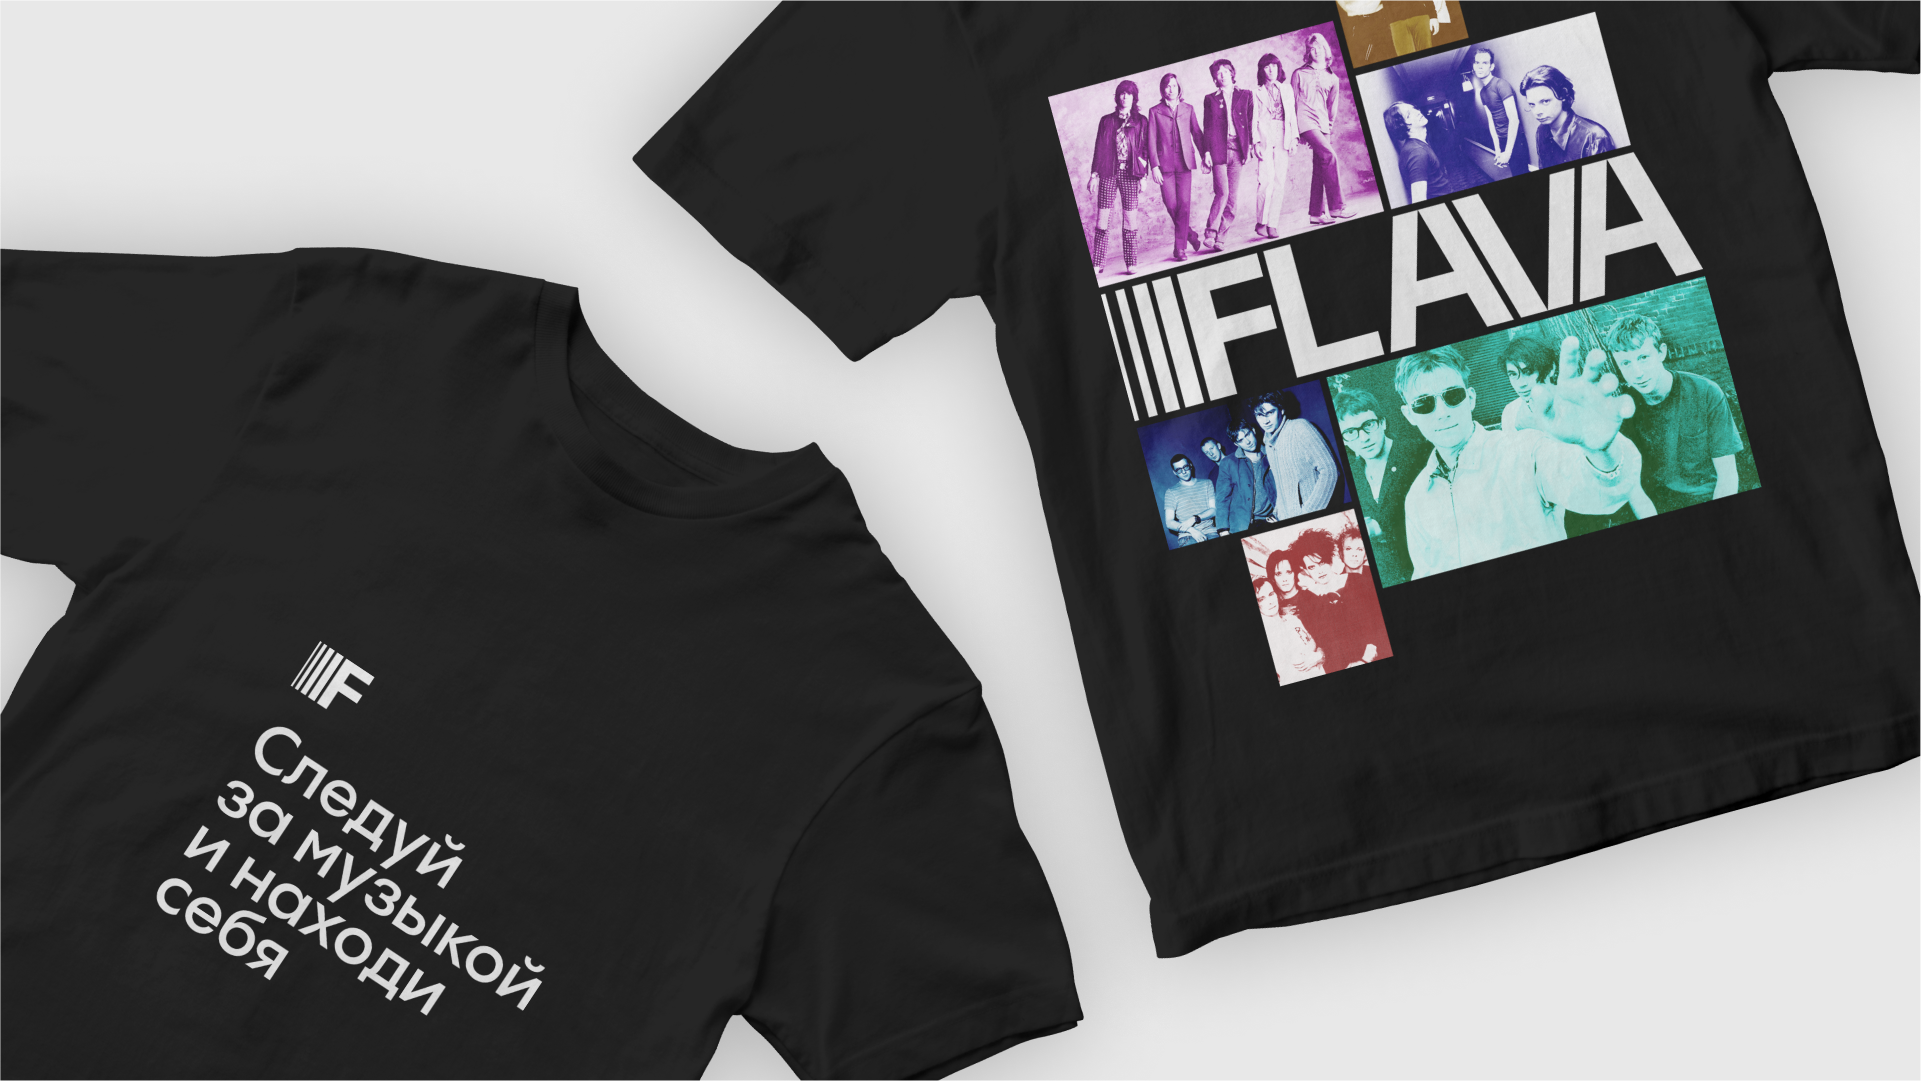 F
Следуй
за музыкой
и находи
себя
FLAVA